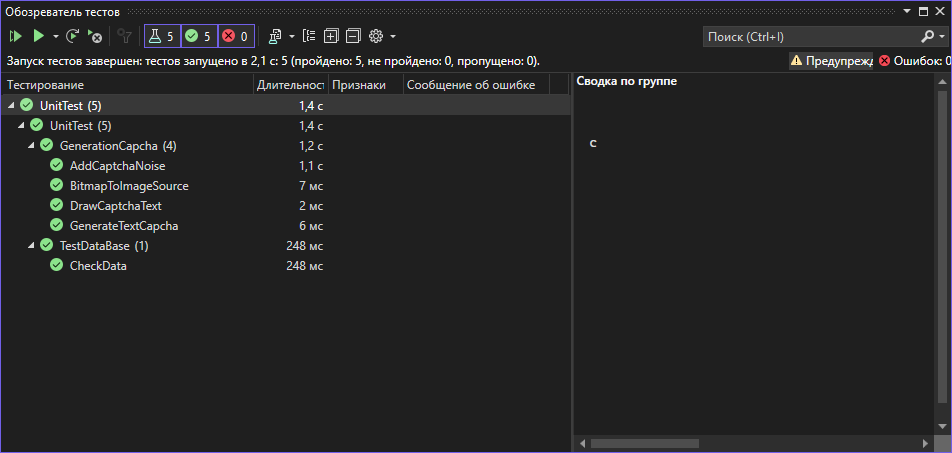 Обозреватель тестов
5 5 0 Поиск (Ctrl+I)
Запуск тестов завершен: тестов запущено в 2,1 с: 5 (пройдено: 5, не пройдено: 0, пропущено: 0). Предупрежд Ошибок: 0
Тестирование Длительност Признаки Сообщение об ошибке
UnitTest (5) 1,4 с
UnitTest (5) 1,4 с
GenerationCapcha (4) 1,2 с
AddCaptchaNoise 1,1 с
BitmapToImageSource 7 мс
DrawCaptchaText 2 мс
GenerateTextCapcha 6 мс
TestDataBase (1) 248 мс
CheckData 248 мс
Сводка по группе
С